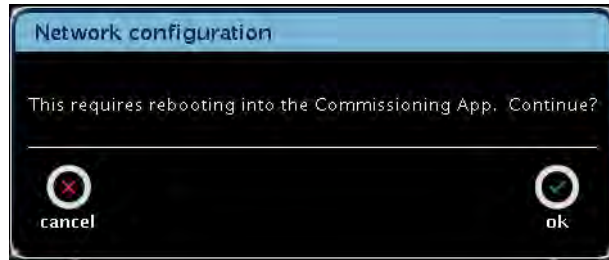 Network configuration
This requires rebooting into the Commissioning App.  Continue?
cancel
ok